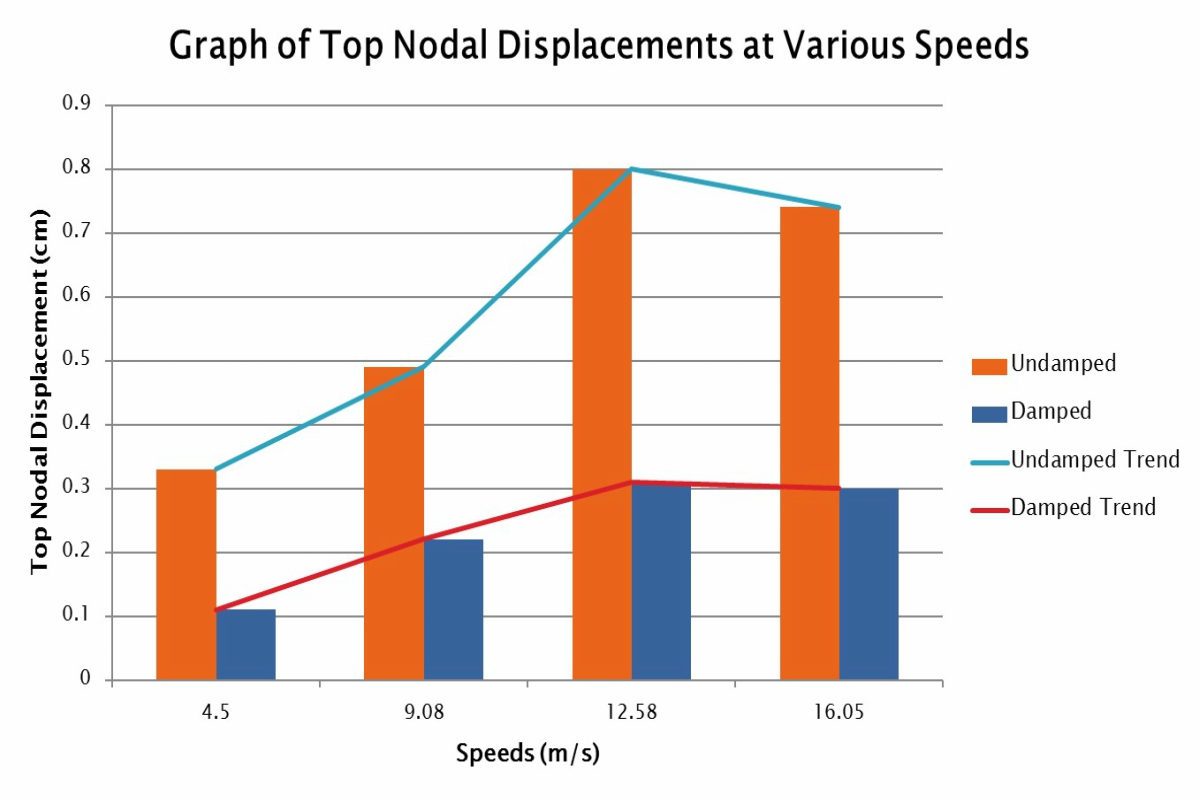 Graph of Top Nodal Displacements at Various Speeds
0.9
0.8
0.7
0.6
0.5
0.4
0.3
0.2
0.1
0
Top Nodal Displacement (cm)
4.5 9.08 12.58 16.05
Speeds (m/s)
Undamped
Damped
Undamped Trend
Damped Trend